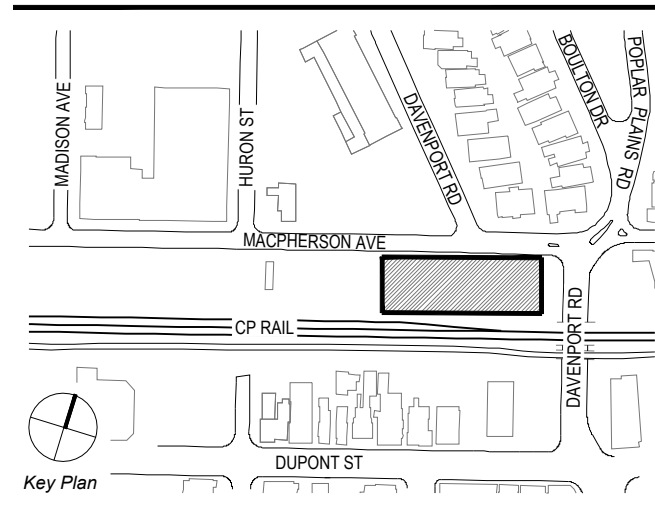 MADISON AVE
HURON ST
DAVENPORT RD
BOULTON DR
POPLAR PLAINS RD
MACPHERSON AVE
CP RAIL
DAVENPORT RD
DUPONT ST
Key Plan